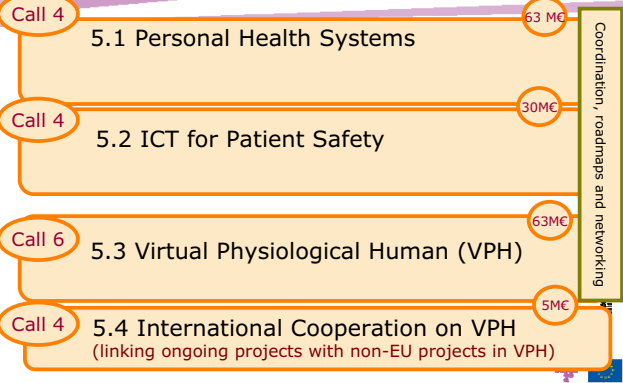 Call 4
63 M€
5.1 Personal Health Systems
Call 4
30M€
5.2 ICT for Patient Safety
Call 6
63M€
5.3 Virtual Physiological Human (VPH)
Call 4
5M€
5.4 International Cooperation on VPH
(linking ongoing projects with non-EU projects in VPH)
Coordination, roadmaps and networking